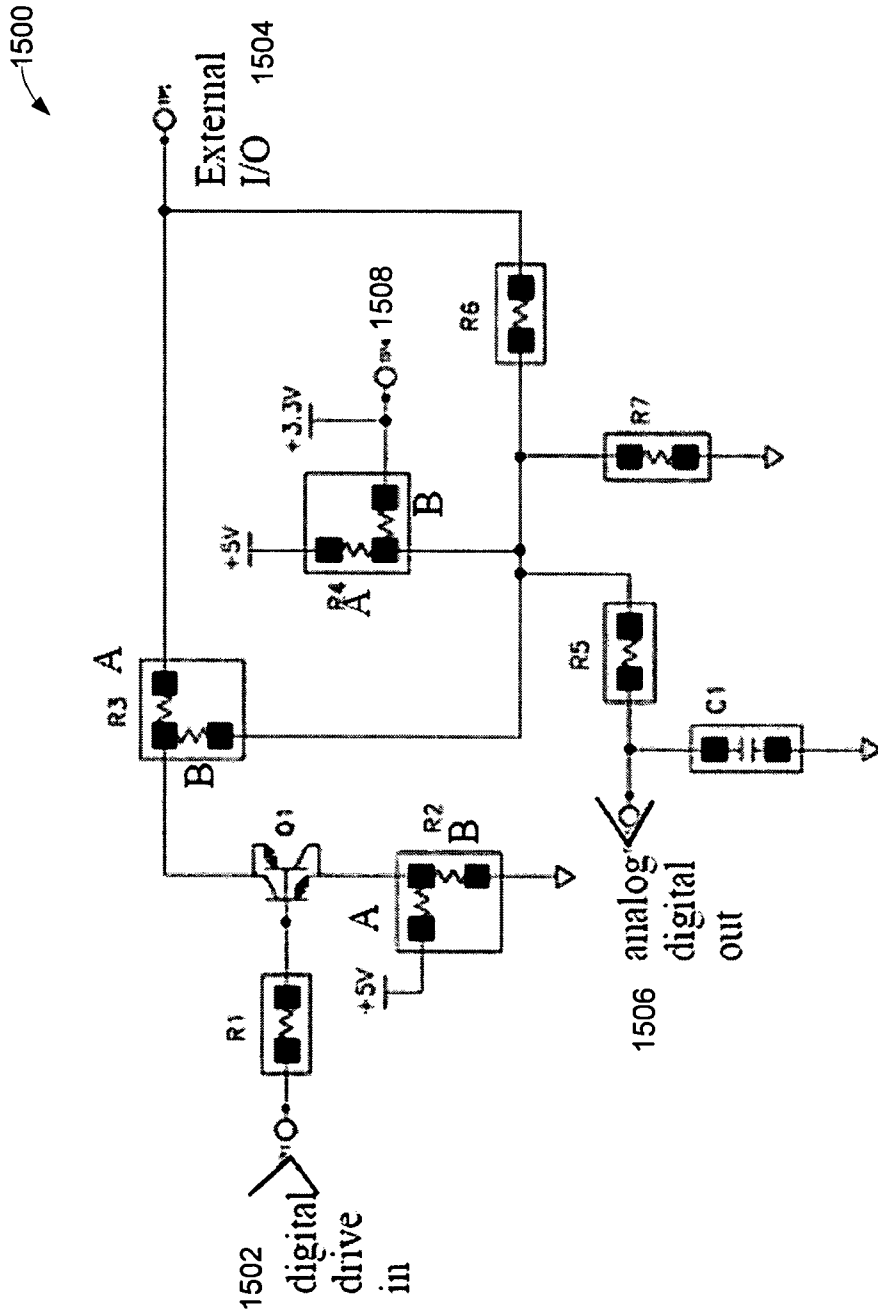 1500
External
I/O
1504
A
R3
B
+5V
+3.3V
1508
R4
A
B
R6
R7
Q1
R1
R2
A
B
+5V
R5
C1
1502
digital
drive
in
analog
digital
out
1506